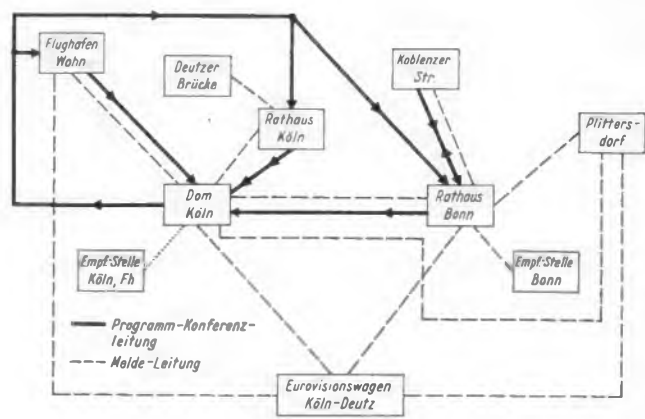 Flughafen
Wahn
Deutzer
Brücke
Koblenzer
Str.
Rathaus
Köln
Plitters-
dorf
Dom
Köln
Rathaus
Bonn
Empf.-Stelle
Köln, Fh
Empf.-Stelle
Bonn
Programm-Konferenz-
leitung
Melde-Leitung
Eurovisionswagen
Köln-Deutz